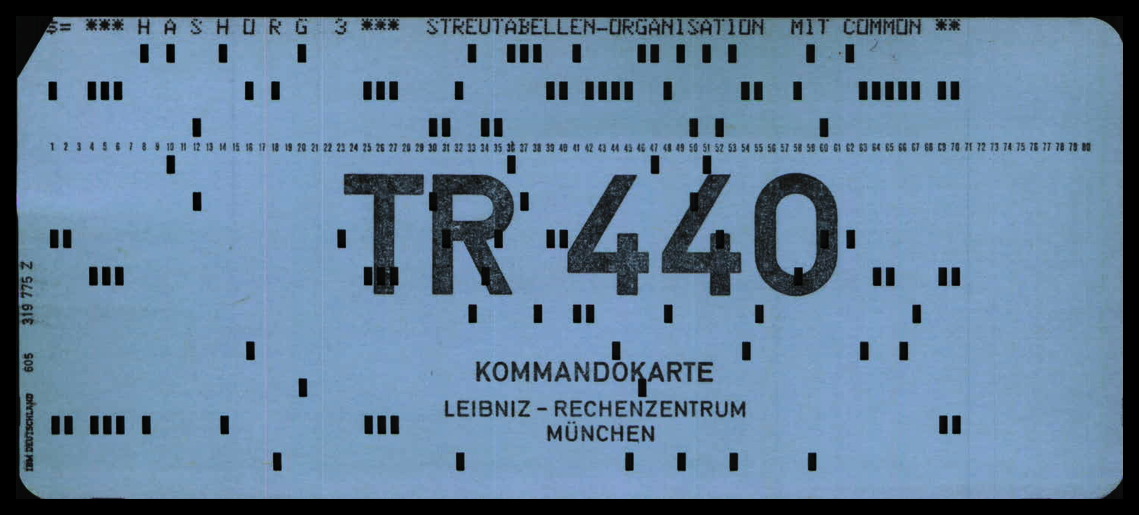 $= *** H A S H O R G  3 ***  STREUTABELLEN-ORGANISATION  MIT COMMON **
1 2 3 4 5 6 7 8 9 10 11 12 13 14 15 16 17 18 19 20 21 22 23 24 25 26 27 28 29 30 31 32 33 34 35 36 37 38 39 40 41 42 43 44 45 46 47 48 49 50 51 52 53 54 55 56 57 58 59 60 61 62 63 64 65 66 67 68 69 70 71 72 73 74 75 76 77 78 79 80
TR 440
KOMMANDOKARTE
LEIBNIZ - RECHENZENTRUM
MÜNCHEN
IBM DEUTSCHLAND 605 319 775 Z